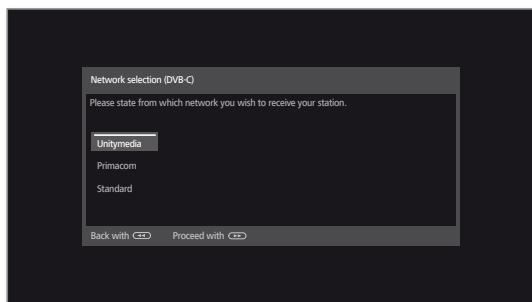 Network selection (DVB-C)
Please state from which network you wish to receive your station.
Unitymedia
Primacom
Standard
Back with ◄◄ Proceed with ►►